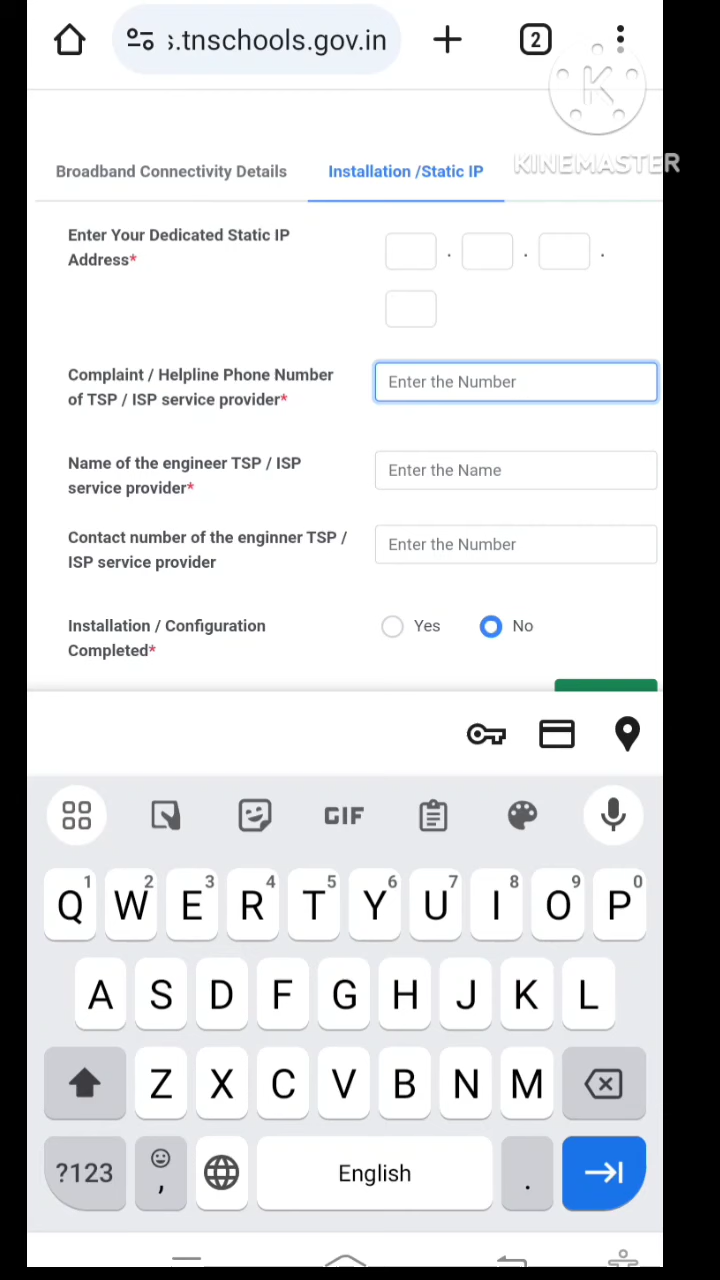 s.tnschools.gov.in
2
K
KINEMASTER
Broadband Connectivity Details
Installation /Static IP
Enter Your Dedicated Static IP
Address*
. . .
Complaint / Helpline Phone Number
of TSP / ISP service provider*
Enter the Number
Name of the engineer TSP / ISP
service provider*
Enter the Name
Contact number of the enginner TSP /
ISP service provider
Enter the Number
Installation / Configuration
Completed*
Yes No
GIF
1 2 3 4 5 6 7 8 9 0
Q W E R T Y U I O P
A S D F G H J K L
Z X C V B N M
?123 , English .